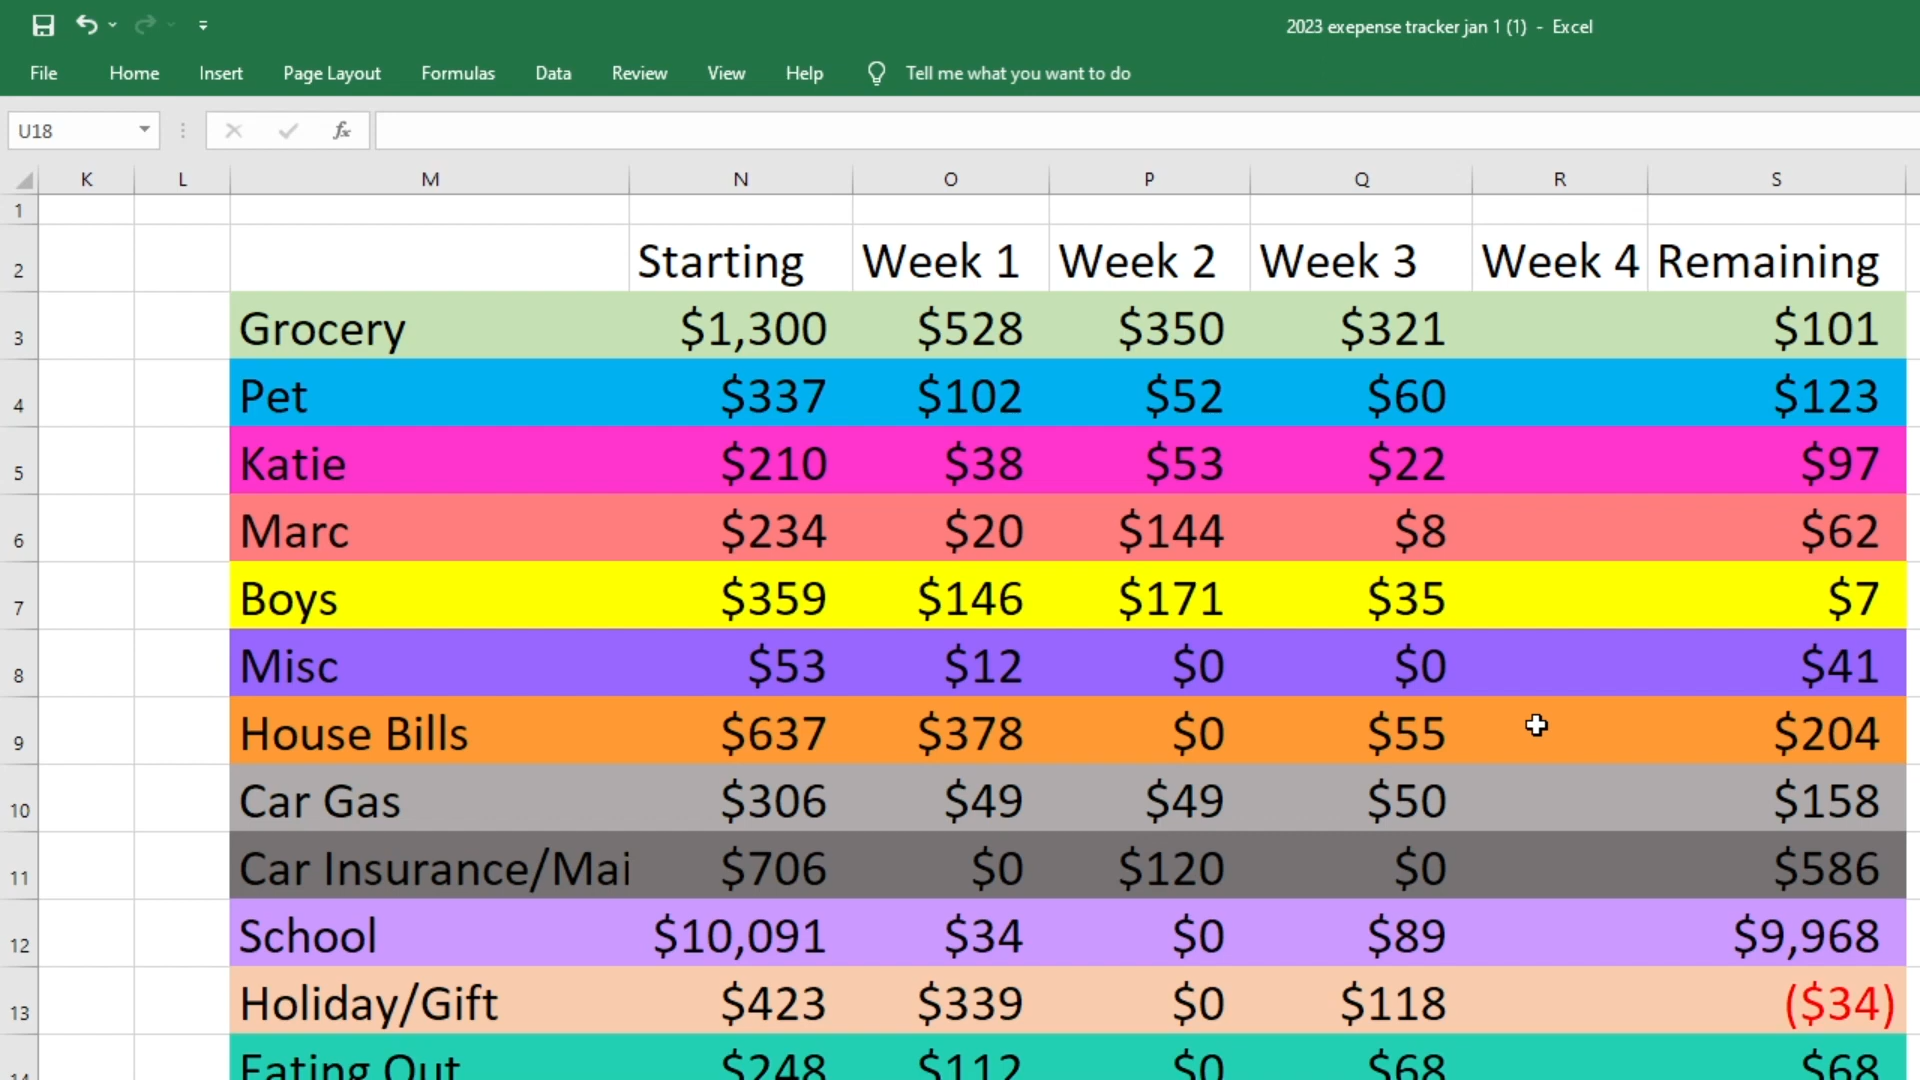 2023 exepense tracker jan 1 (1) - Excel
File Home Insert Page Layout Formulas Data Review View Help Tell me what you want to do
U18 fx
K L M N O P Q R S
1
2 Starting Week 1 Week 2 Week 3 Week 4 Remaining
3 Grocery $1,300 $528 $350 $321 $101
4 Pet $337 $102 $52 $60 $123
5 Katie $210 $38 $53 $22 $97
6 Marc $234 $20 $144 $8 $62
7 Boys $359 $146 $171 $35 $7
8 Misc $53 $12 $0 $0 $41
9 House Bills $637 $378 $0 $55 $204
10 Car Gas $306 $49 $49 $50 $158
11 Car Insurance/Mai $706 $0 $120 $0 $586
12 School $10,091 $34 $0 $89 $9,968
13 Holiday/Gift $423 $339 $0 $118 ($34)
14 Eating Out $248 $112 $0 $68 $68